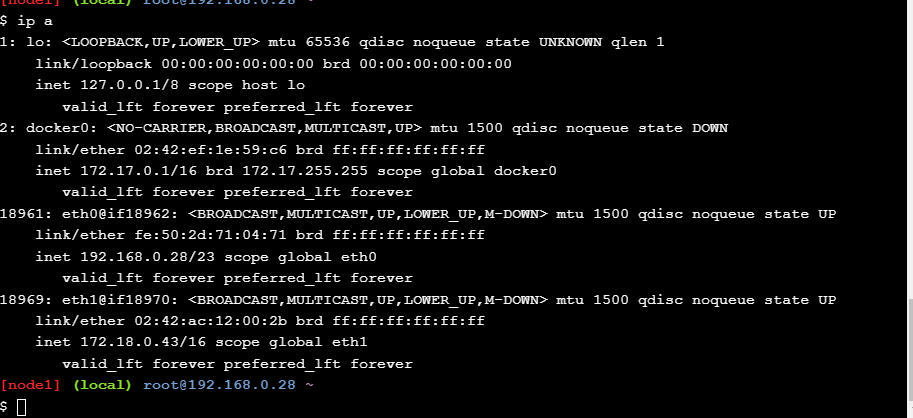 [node1] (local) root@192.168.0.28 ~
$ ip a
1: lo: <LOOPBACK,UP,LOWER_UP> mtu 65536 qdisc noqueue state UNKNOWN qlen 1
    link/loopback 00:00:00:00:00:00 brd 00:00:00:00:00:00
    inet 127.0.0.1/8 scope host lo
       valid_lft forever preferred_lft forever
2: docker0: <NO-CARRIER,BROADCAST,MULTICAST,UP> mtu 1500 qdisc noqueue state DOWN
    link/ether 02:42:ef:1e:59:c6 brd ff:ff:ff:ff:ff:ff
    inet 172.17.0.1/16 brd 172.17.255.255 scope global docker0
       valid_lft forever preferred_lft forever
18961: eth0@if18962: <BROADCAST,MULTICAST,UP,LOWER_UP,M-DOWN> mtu 1500 qdisc noqueue state UP
    link/ether fe:50:2d:71:04:71 brd ff:ff:ff:ff:ff:ff
    inet 192.168.0.28/23 scope global eth0
       valid_lft forever preferred_lft forever
18969: eth1@if18970: <BROADCAST,MULTICAST,UP,LOWER_UP,M-DOWN> mtu 1500 qdisc noqueue state UP
    link/ether 02:42:ac:12:00:2b brd ff:ff:ff:ff:ff:ff
    inet 172.18.0.43/16 scope global eth1
       valid_lft forever preferred_lft forever
[node1] (local) root@192.168.0.28 ~
$